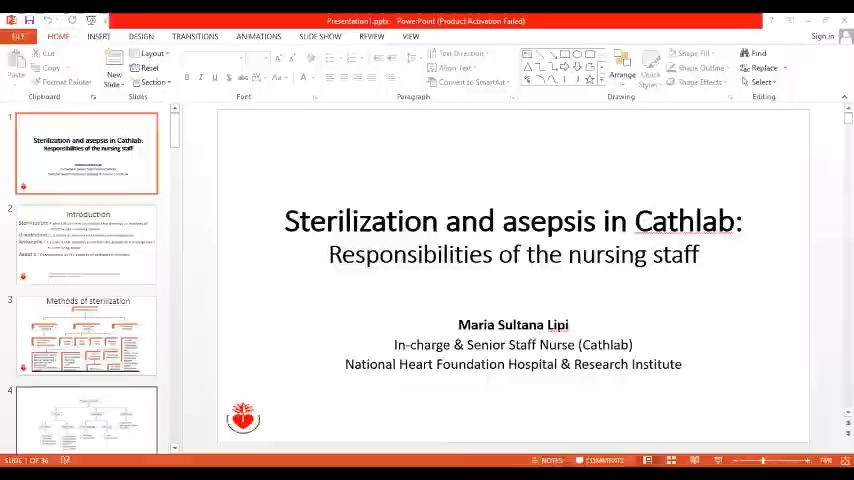 Presentation1.pptx - PowerPoint (Product Activation Failed)
FILE HOME INSERT DESIGN TRANSITIONS ANIMATIONS SLIDE SHOW REVIEW VIEW Sign in
Paste
Cut
Copy
Format Painter
Clipboard
New
Slide
Layout
Reset
Section
Slides
Font
Text Direction
Align Text
Convert to SmartArt
Paragraph
Arrange
Quick
Styles
Shape Fill
Shape Outline
Shape Effects
Drawing
Find
Replace
Select
Editing
1
Sterilization and asepsis in Cathlab:
Responsibilities of the nursing staff
2
Introduction
3
Methods of sterilization
4
Sterilization and asepsis in Cathlab:
Responsibilities of the nursing staff
Maria Sultana Lipi
In-charge & Senior Staff Nurse (Cathlab)
National Heart Foundation Hospital & Research Institute
SLIDE 1 OF 36
NOTES
COMMENTS
74%